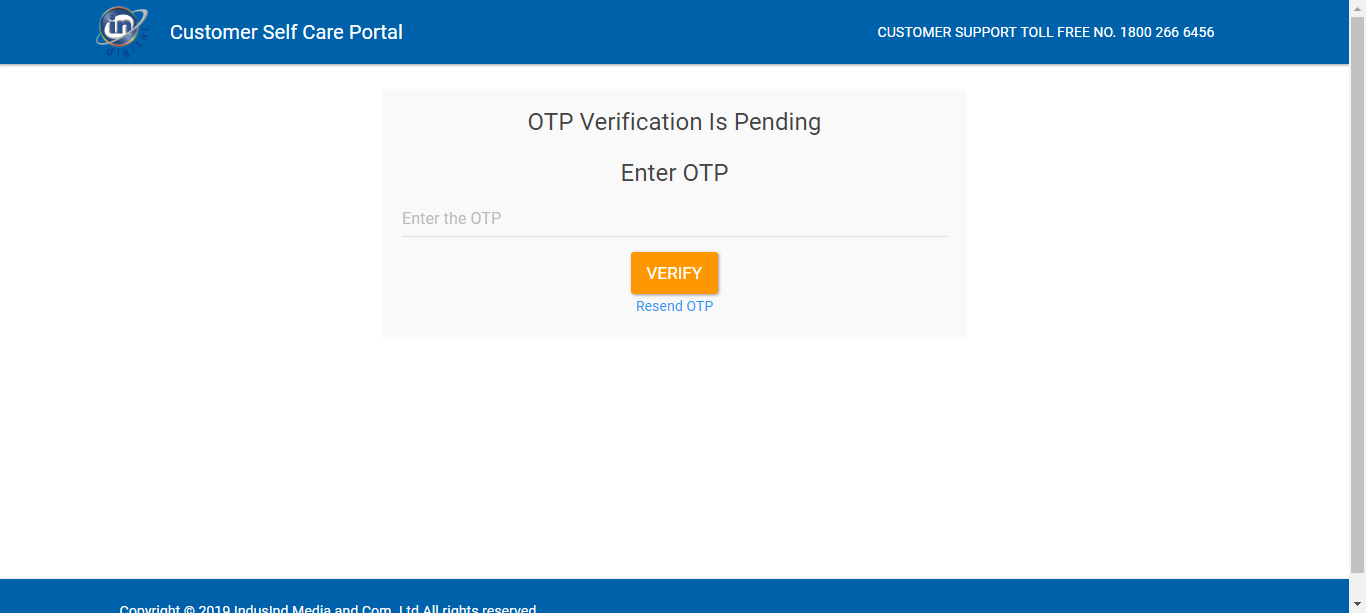 in
digital
Customer Self Care Portal
CUSTOMER SUPPORT TOLL FREE NO. 1800 266 6456
OTP Verification Is Pending
Enter OTP
Enter the OTP
VERIFY
Resend OTP
Copyright © 2019 IndusInd Media and Com. Ltd All rights reserved